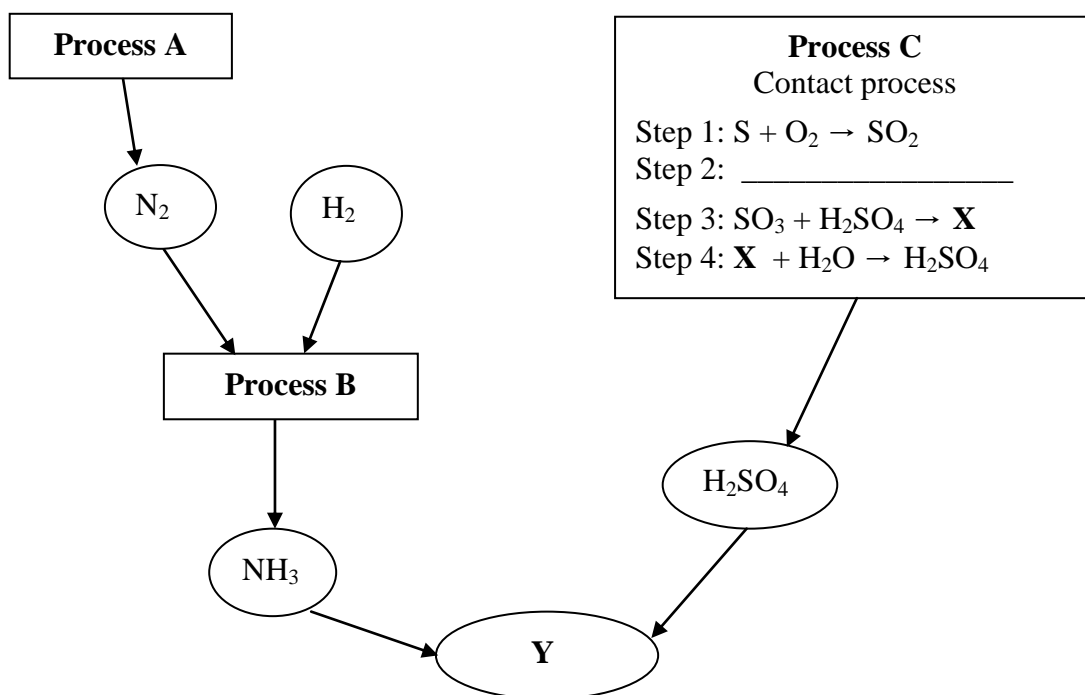 Process A
Process C
Contact process
Step 1: S + O₂ → SO₂
Step 2: _________________
Step 3: SO₃ + H₂SO₄ → X
Step 4: X + H₂O → H₂SO₄
N₂
H₂
Process B
H₂SO₄
NH₃
Y